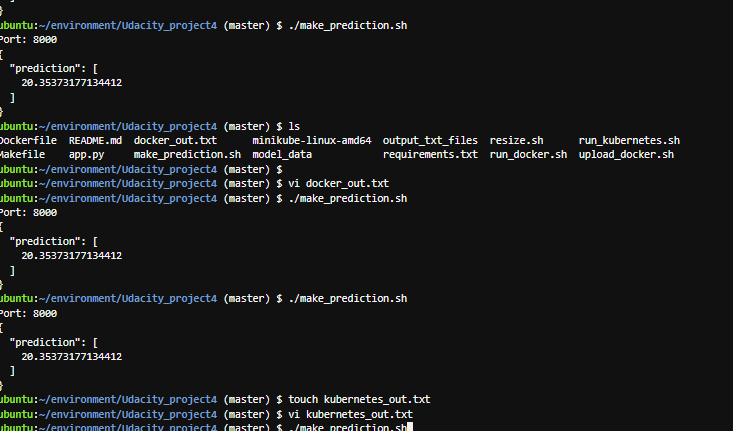 }
ubuntu:~/environment/Udacity_project4 (master) $ ./make_prediction.sh
Port: 8000
{
  "prediction": [
    20.35373177134412
  ]
}
ubuntu:~/environment/Udacity_project4 (master) $ ls
Dockerfile  README.md  docker_out.txt      minikube-linux-amd64  output_txt_files  resize.sh      run_kubernetes.sh
Makefile    app.py     make_prediction.sh  model_data            requirements.txt  run_docker.sh  upload_docker.sh
ubuntu:~/environment/Udacity_project4 (master) $
ubuntu:~/environment/Udacity_project4 (master) $ vi docker_out.txt
ubuntu:~/environment/Udacity_project4 (master) $ ./make_prediction.sh
Port: 8000
{
  "prediction": [
    20.35373177134412
  ]
}
ubuntu:~/environment/Udacity_project4 (master) $ ./make_prediction.sh
Port: 8000
{
  "prediction": [
    20.35373177134412
  ]
}
ubuntu:~/environment/Udacity_project4 (master) $ touch kubernetes_out.txt
ubuntu:~/environment/Udacity_project4 (master) $ vi kubernetes_out.txt
ubuntu:~/environment/Udacity_project4 (master) $ ./make_prediction.sh